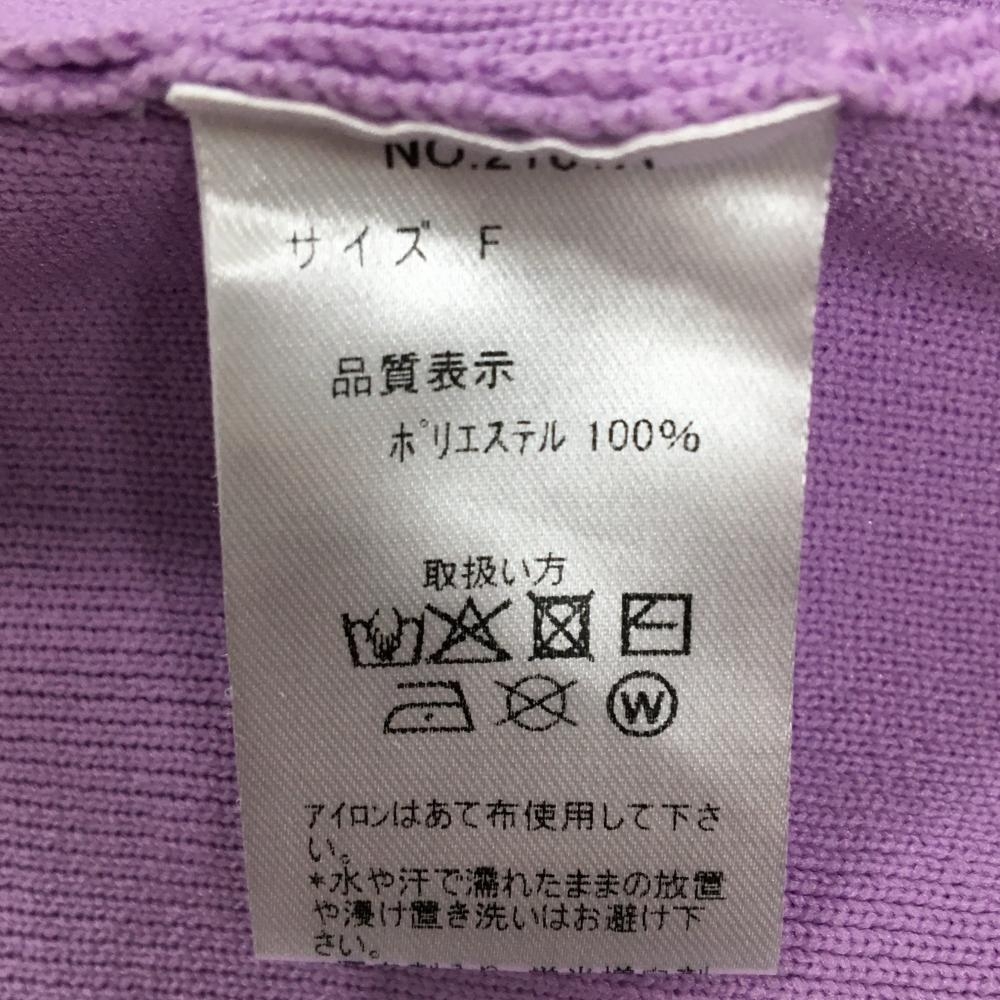 サイズ F
品質表示
ポリエステル 100%
取扱い方
W
アイロンはあて布使用して下さ
い。
*水や汗で濡れたままの放置
や浸け置き洗いはお避け下
さい。